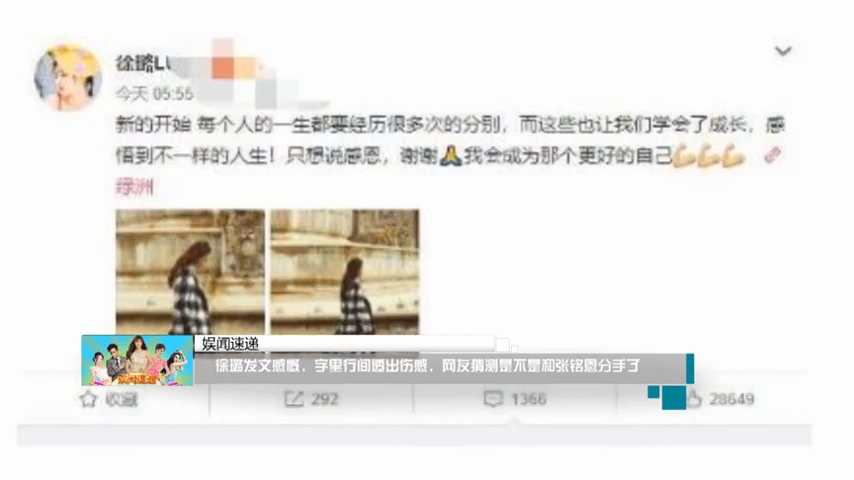 徐璐LU
今天 05:55
新的开始 每个人的一生都要经历很多次的分别，而这些也让我们学会了成长，感
悟到不一样的人生！只想说感恩，谢谢🙏我会成为那个更好的自己💪💪💪
绿洲
娱闻速递
娱闻速递
徐璐发文感慨，字里行间透出伤感，网友猜测是不是和张铭恩分手了
收藏
292
1366
28649